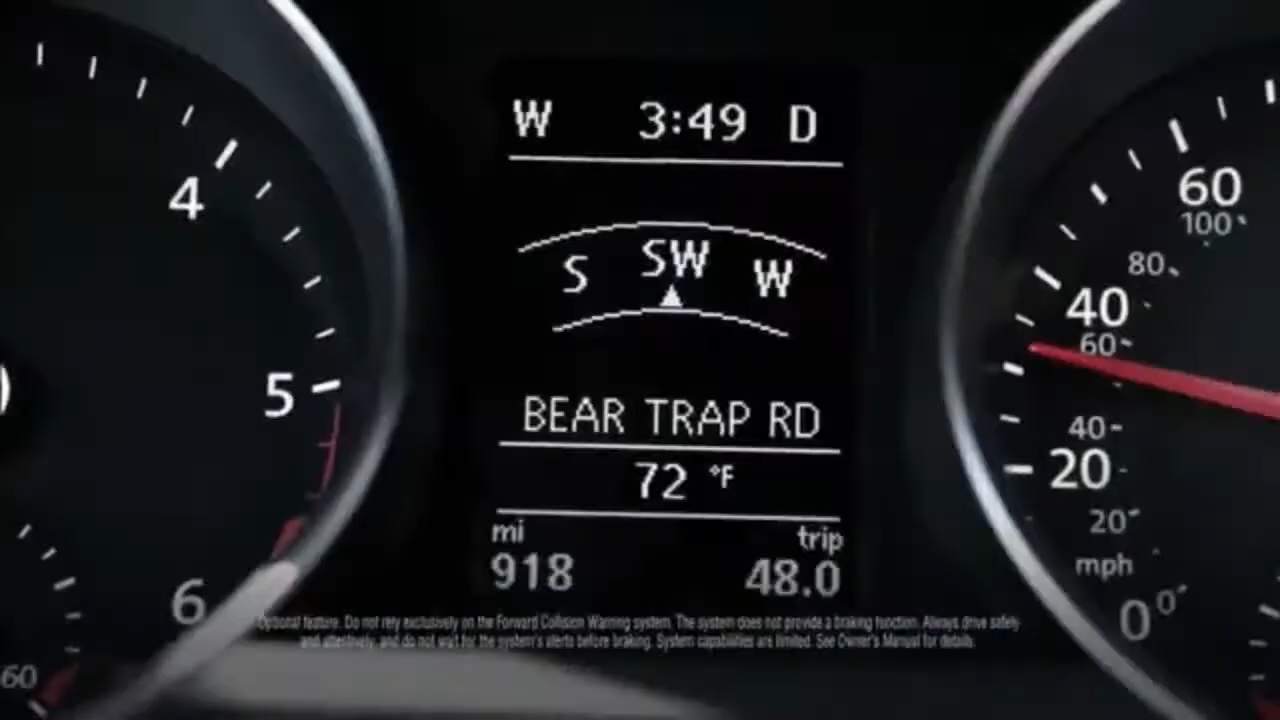 W 3:49 D
S SW W
BEAR TRAP RD
72 °F
mi trip
918 48.0
4
5
6
60
60
100
80
40
60
40
20
20
mph
0
0
Optional feature. Do not rely exclusively on the Forward Collision Warning system. The system does not provide a braking function. Always drive safely
and attentively, and do not wait for the system's alerts before braking. System capabilities are limited. See Owner's Manual for details.